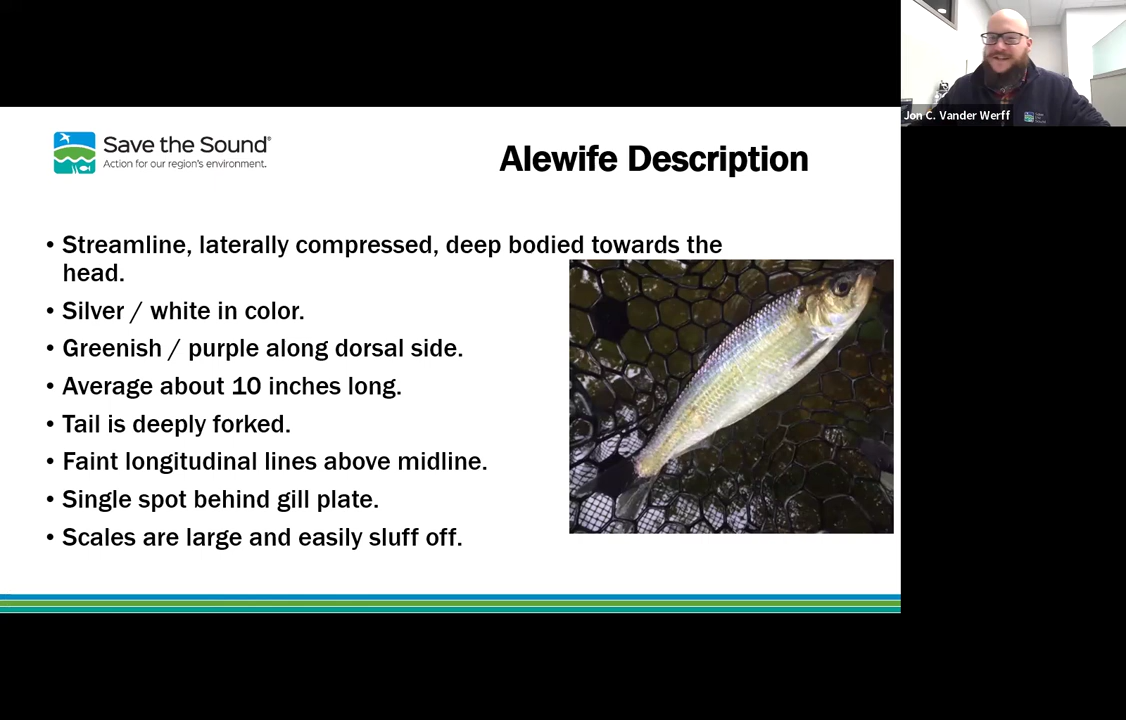 Save the Sound®
Action for our region's environment.
Alewife Description
• Streamline, laterally compressed, deep bodied towards the
head.
• Silver / white in color.
• Greenish / purple along dorsal side.
• Average about 10 inches long.
• Tail is deeply forked.
• Faint longitudinal lines above midline.
• Single spot behind gill plate.
• Scales are large and easily sluff off.
Jon C. Vander Werff